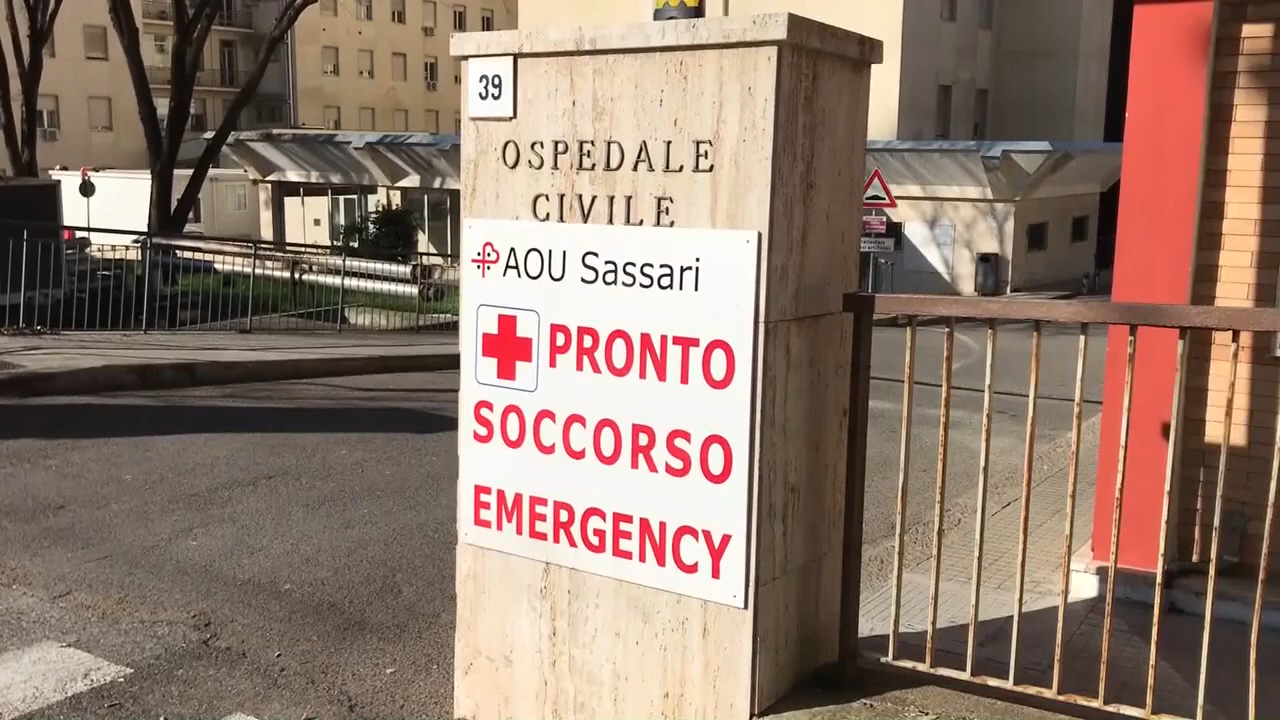 39
OSPEDALE
CIVILE
AOU Sassari
PRONTO
SOCCORSO
EMERGENCY